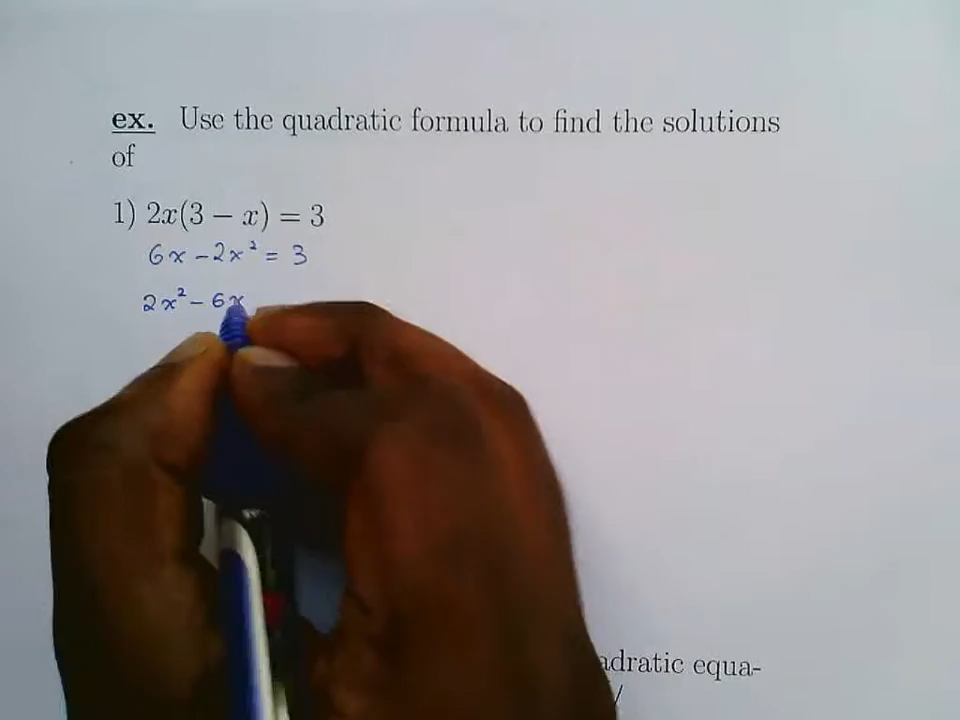 ex. Use the quadratic formula to find the solutions
of
1) 2x(3 − x) = 3
6x − 2x² = 3
2x² − 6x
equa-